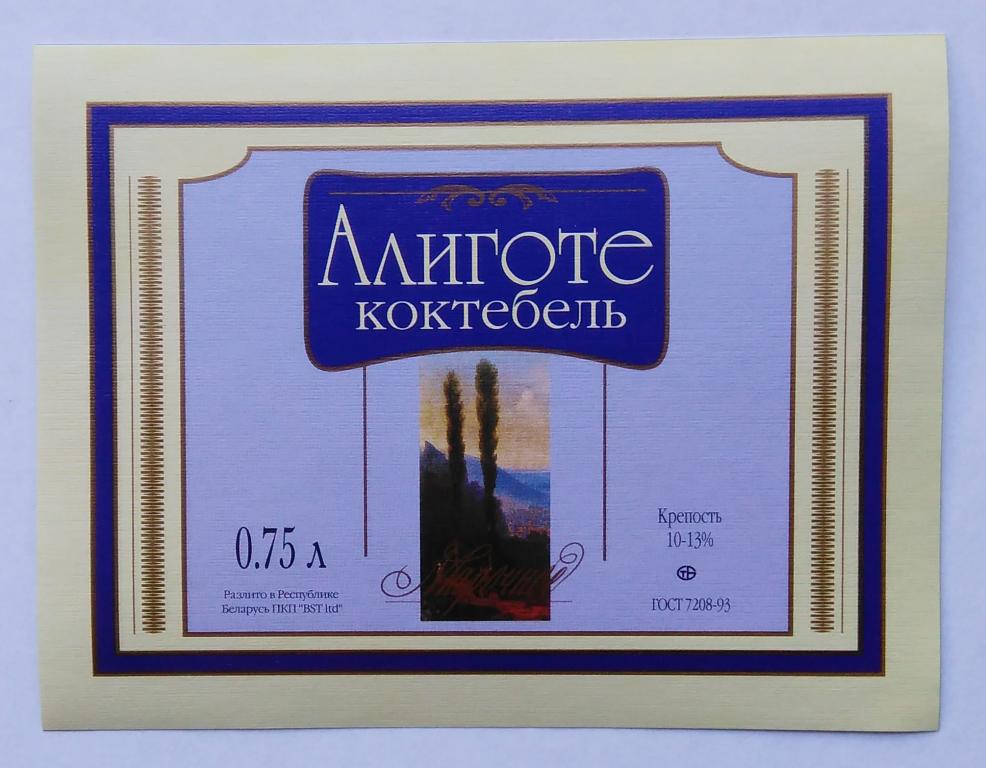 Алиготе
коктебель
0.75 л
Разлито в Республике
Беларусь ПКП "BST ltd"
Крепость
10-13%
ГОСТ 7208-93